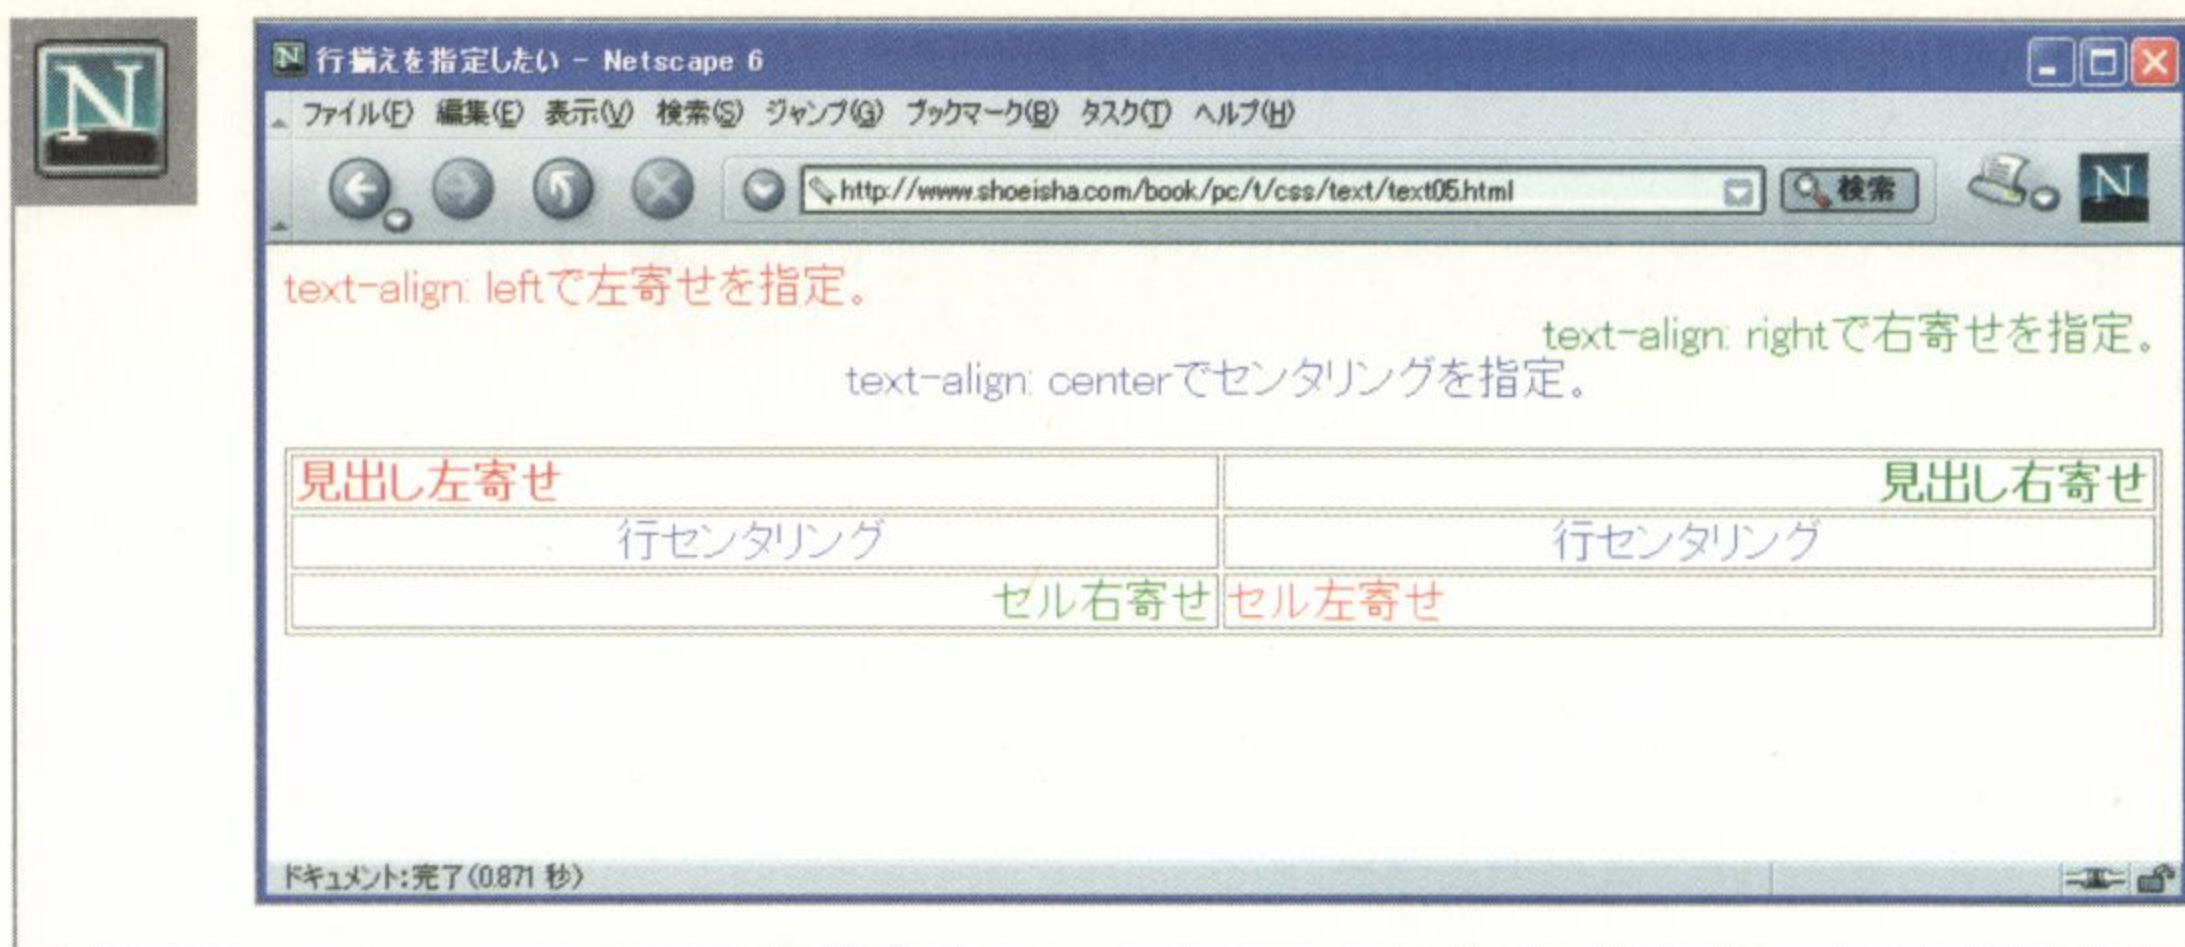 N
行揃えを指定したい - Netscape 6
ファイル(F) 編集(E) 表示(V) 検索(S) ジャンプ(G) ブックマーク(B) タスク(T) ヘルプ(H)
http://www.shoeisha.com/book/pc/t/css/text/text05.html 検索 N
text-align: leftで左寄せを指定。
text-align: rightで右寄せを指定。
text-align: centerでセンタリングを指定。
見出し左寄せ 見出し右寄せ
行センタリング 行センタリング
セル右寄せ セル左寄せ
ドキュメント:完了(0.871 秒)